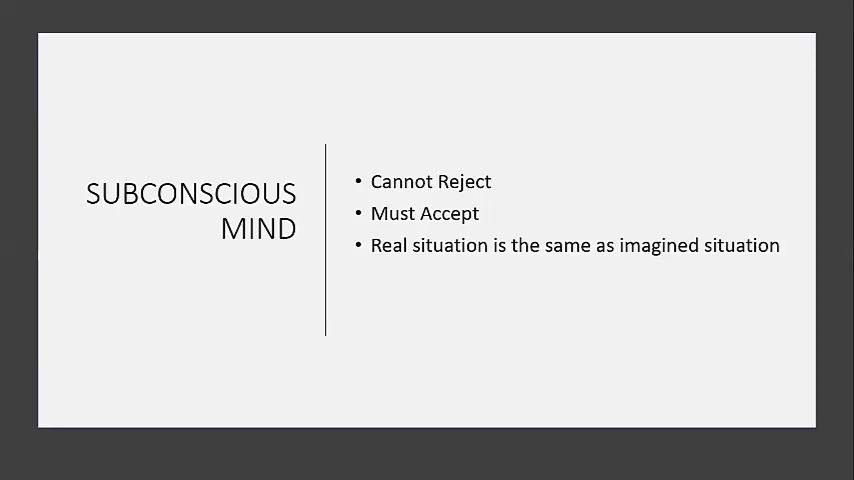 SUBCONSCIOUS
MIND
• Cannot Reject
• Must Accept
• Real situation is the same as imagined situation